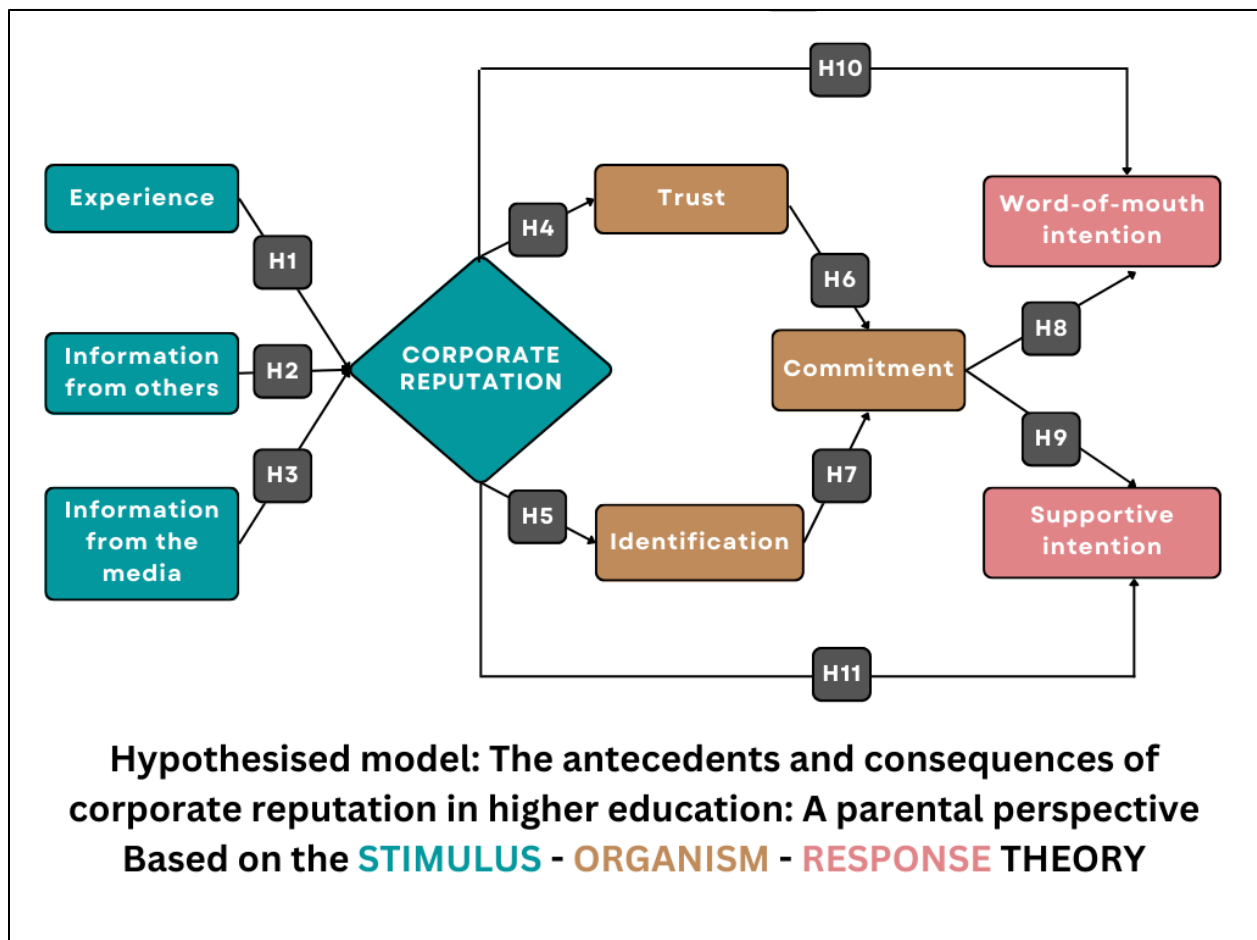 H10
Experience
Trust
Word-of-mouth
intention
H4
H1
H6
H8
Information
from others
H2
CORPORATE
REPUTATION
Commitment
H9
H3
H7
Information
from the
media
H5
Identification
Supportive
intention
H11
Hypothesised model: The antecedents and consequences of
corporate reputation in higher education: A parental perspective
Based on the STIMULUS - ORGANISM - RESPONSE THEORY